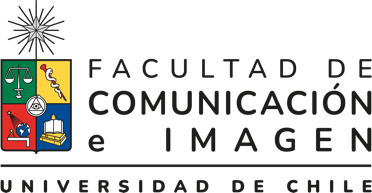 FACULTAD DE
COMUNICACIÓN
e IMAGEN
UNIVERSIDAD DE CHILE